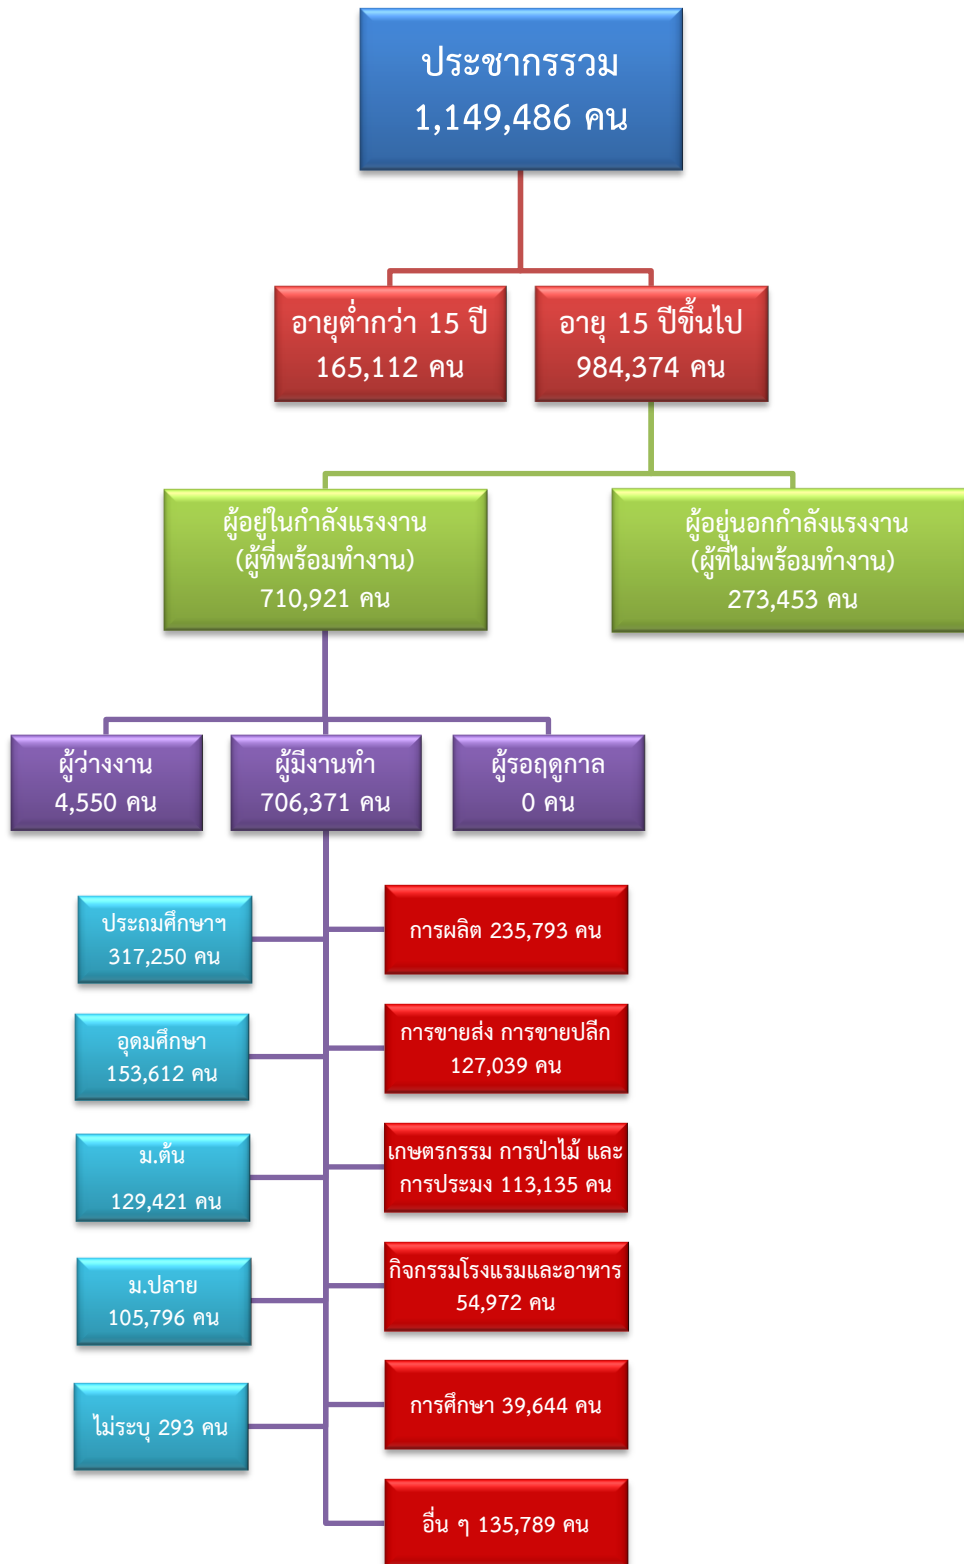 ประชากรรวม
1,149,486 คน
อายุต่ำกว่า 15 ปี
165,112 คน
อายุ 15 ปีขึ้นไป
984,374 คน
ผู้อยู่ในกำลังแรงงาน
(ผู้ที่พร้อมทำงาน)
710,921 คน
ผู้อยู่นอกกำลังแรงงาน
(ผู้ที่ไม่พร้อมทำงาน)
273,453 คน
ผู้ว่างงาน
4,550 คน
ผู้มีงานทำ
706,371 คน
ผู้รอฤดูกาล
0 คน
ประถมศึกษาฯ
317,250 คน
การผลิต 235,793 คน
อุดมศึกษา
153,612 คน
การขายส่ง การขายปลีก
127,039 คน
ม.ต้น
129,421 คน
เกษตรกรรม การป่าไม้ และ
การประมง 113,135 คน
ม.ปลาย
105,796 คน
กิจกรรมโรงแรมและอาหาร
54,972 คน
ไม่ระบุ 293 คน
การศึกษา 39,644 คน
อื่น ๆ 135,789 คน